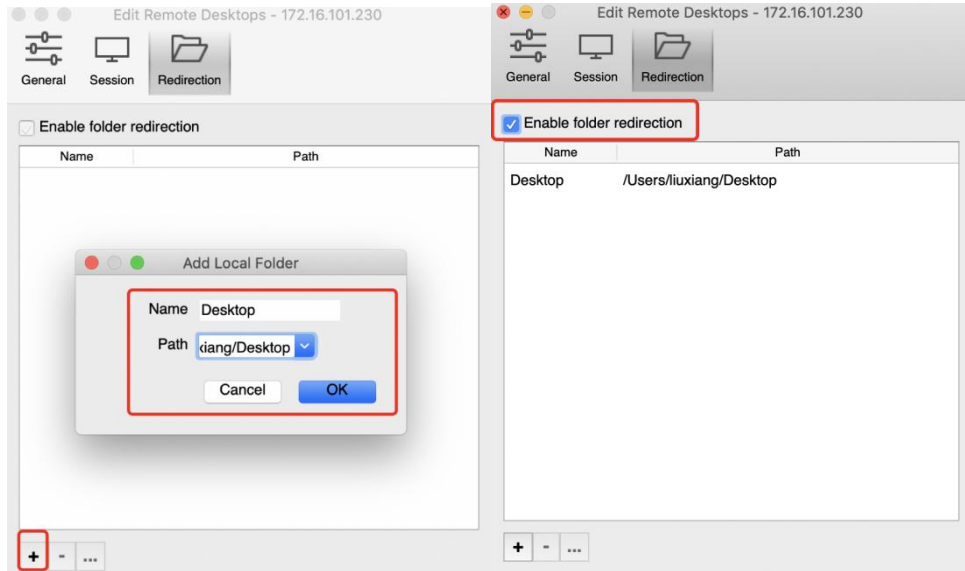 Edit Remote Desktops - 172.16.101.230
General Session Redirection
Enable folder redirection
Name Path
Add Local Folder
Name Desktop
Path xiang/Desktop
Cancel OK
+ - ...
Edit Remote Desktops - 172.16.101.230
General Session Redirection
Enable folder redirection
Name Path
Desktop /Users/liuxiang/Desktop
+ - ...